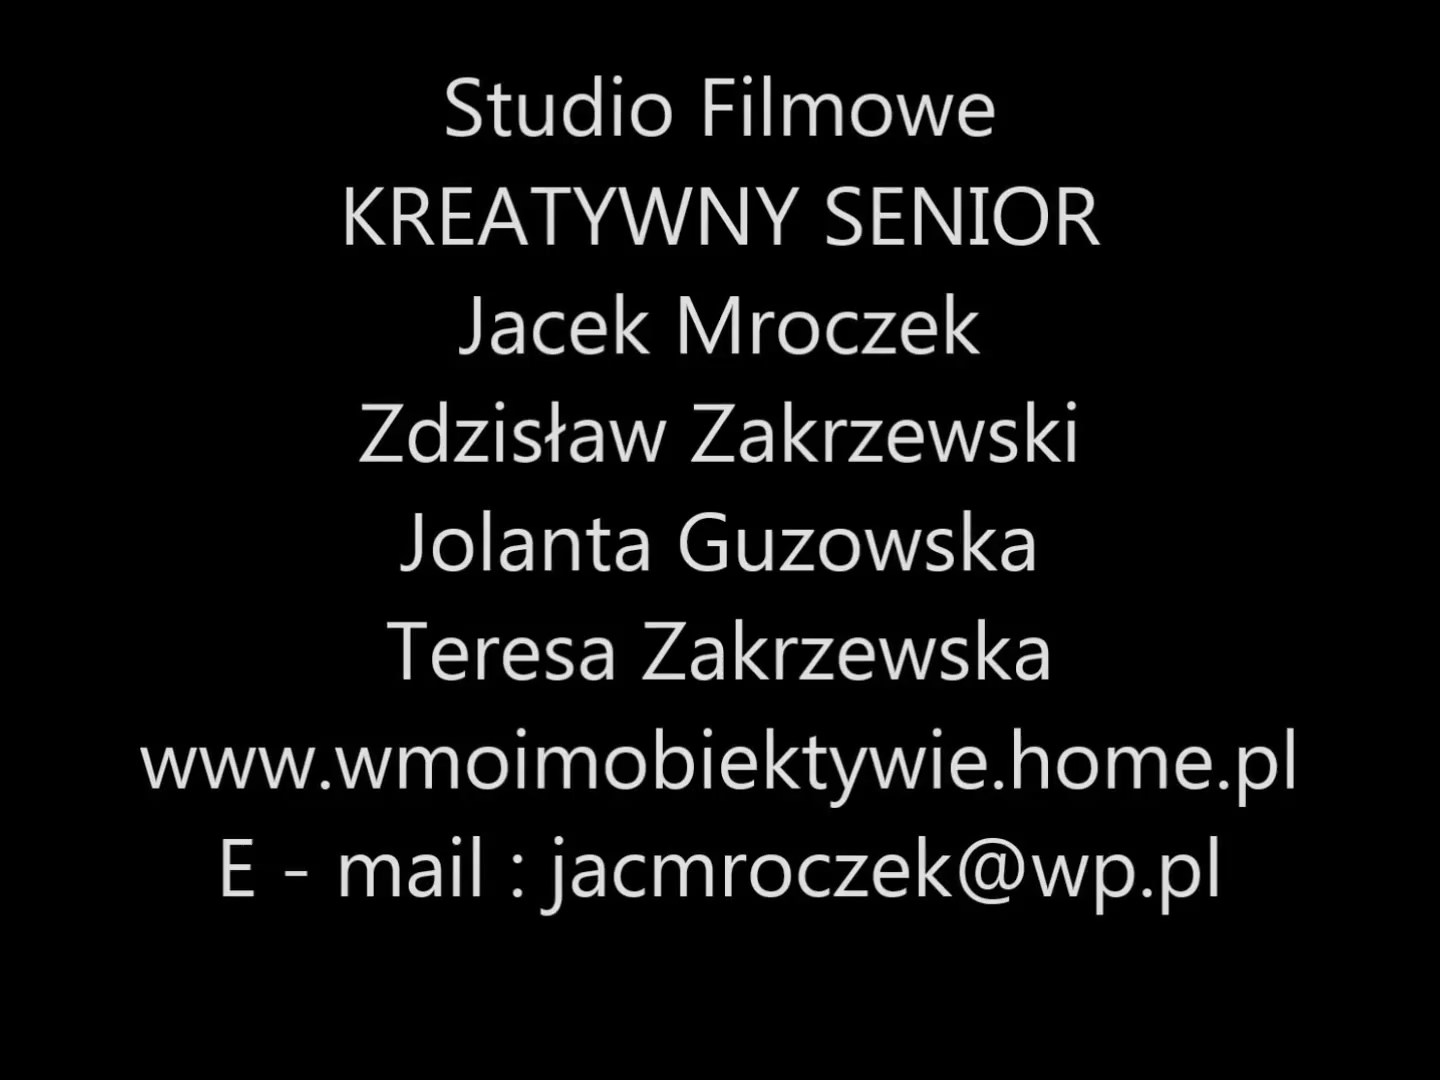 Studio Filmowe
KREATYWNY SENIOR
Jacek Mroczek
Zdzisław Zakrzewski
Jolanta Guzowska
Teresa Zakrzewska
www.wmoimobiektywie.home.pl
E - mail : jacmroczek@wp.pl